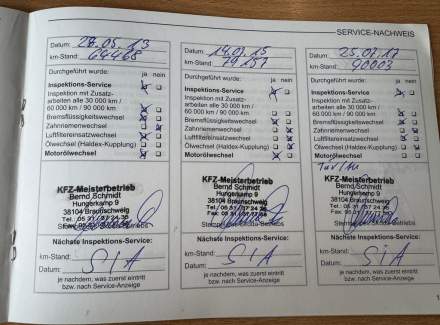 SERVICE-NACHWEIS
Datum: 28.05.13
km-Stand: 64468
Durchgeführt wurde:
ja nein
Inspektions-Service
Inspektion mit Zusatz-
arbeiten alle 30 000 km /
60 000 km / 90 000 km
Bremsflüssigkeitswechsel
Zahnriemenwechsel
Luftfiltereinsatzwechsel
Ölwechsel (Haldex-Kupplung)
Motorölwechsel
KFZ-Meisterbetrieb
Bernd Schmidt
Hungerkamp 9
38104 Braunschweig
Nächste Inspektions-Service:
km-Stand:
SIA
Datum:
je nachdem, was zuerst eintritt
bzw. nach Service-Anzeige
Datum: 14.07.15
km-Stand: 79157
Durchgeführt wurde:
ja nein
Inspektions-Service
Inspektion mit Zusatz-
arbeiten alle 30 000 km /
60 000 km / 90 000 km
Bremsflüssigkeitswechsel
Zahnriemenwechsel
Luftfiltereinsatzwechsel
Ölwechsel (Haldex-Kupplung)
Motorölwechsel
KFZ-Meisterbetrieb
Bernd Schmidt
Hungerkamp 9
38104 Braunschweig
Nächste Inspektions-Service:
km-Stand:
SIA
Datum:
je nachdem, was zuerst eintritt
bzw. nach Service-Anzeige
Datum: 25.07.17
km-Stand: 90003
Durchgeführt wurde:
ja nein
Inspektions-Service
Inspektion mit Zusatz-
arbeiten alle 30 000 km /
60 000 km / 90 000 km
Bremsflüssigkeitswechsel
Zahnriemenwechsel
Luftfiltereinsatzwechsel
Ölwechsel (Haldex-Kupplung)
Motorölwechsel
KFZ-Meisterbetrieb
Bernd Schmidt
Hungerkamp 9
38104 Braunschweig
Nächste Inspektions-Service:
km-Stand:
SIA
Datum:
je nachdem, was zuerst eintritt
bzw. nach Service-Anzeige